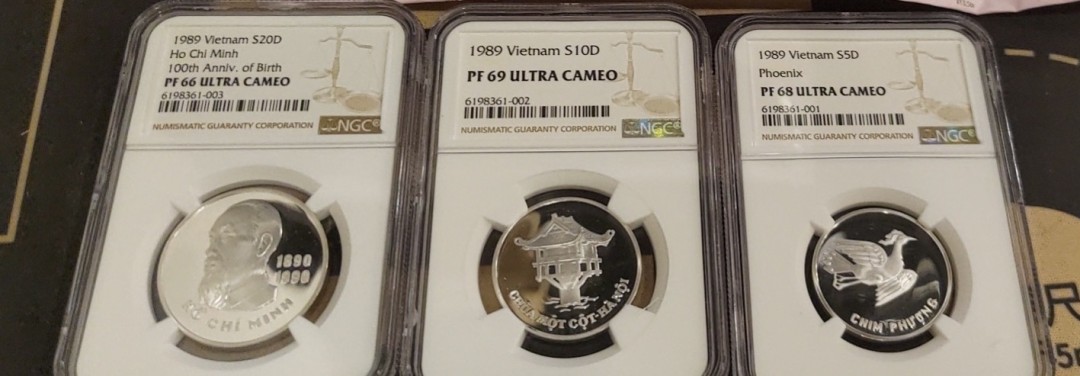 1989 Vietnam S20D
Ho Chi Minh
100th Anniv. of Birth
PF 66 ULTRA CAMEO
6198361-003
NUMISMATIC GUARANTY CORPORATION
NGC
1890
HỒ CHÍ MINH
1989 Vietnam S10D
PF 69 ULTRA CAMEO
6198361-002
NUMISMATIC GUARANTY CORPORATION
NGC
CHÙA MỘT CỘT-HÀ NỘI
1989 Vietnam S5D
Phoenix
PF 68 ULTRA CAMEO
6198361-001
NUMISMATIC GUARANTY CORPORATION
NGC
CHIM PHƯỢNG